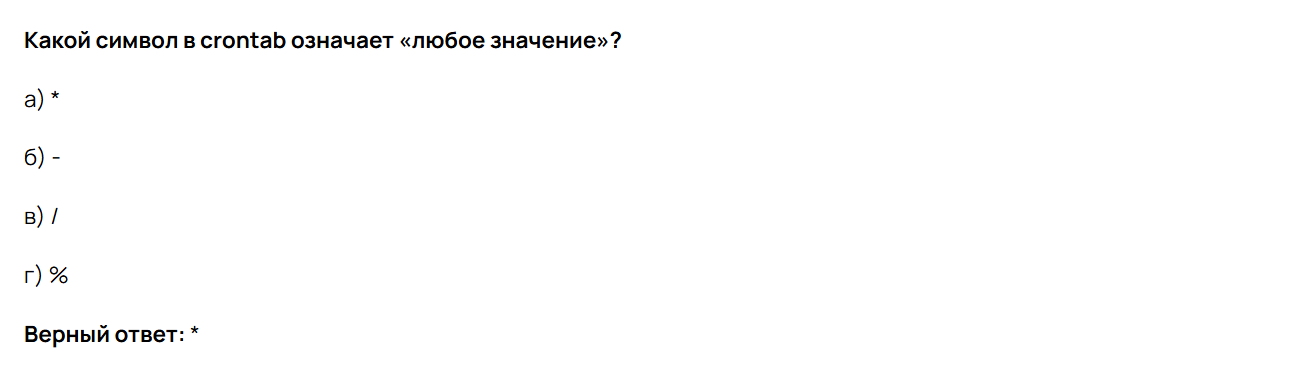 Какой символ в crontab означает «любое значение»?
а) *
б) -
в) /
г) %
Верный ответ: *